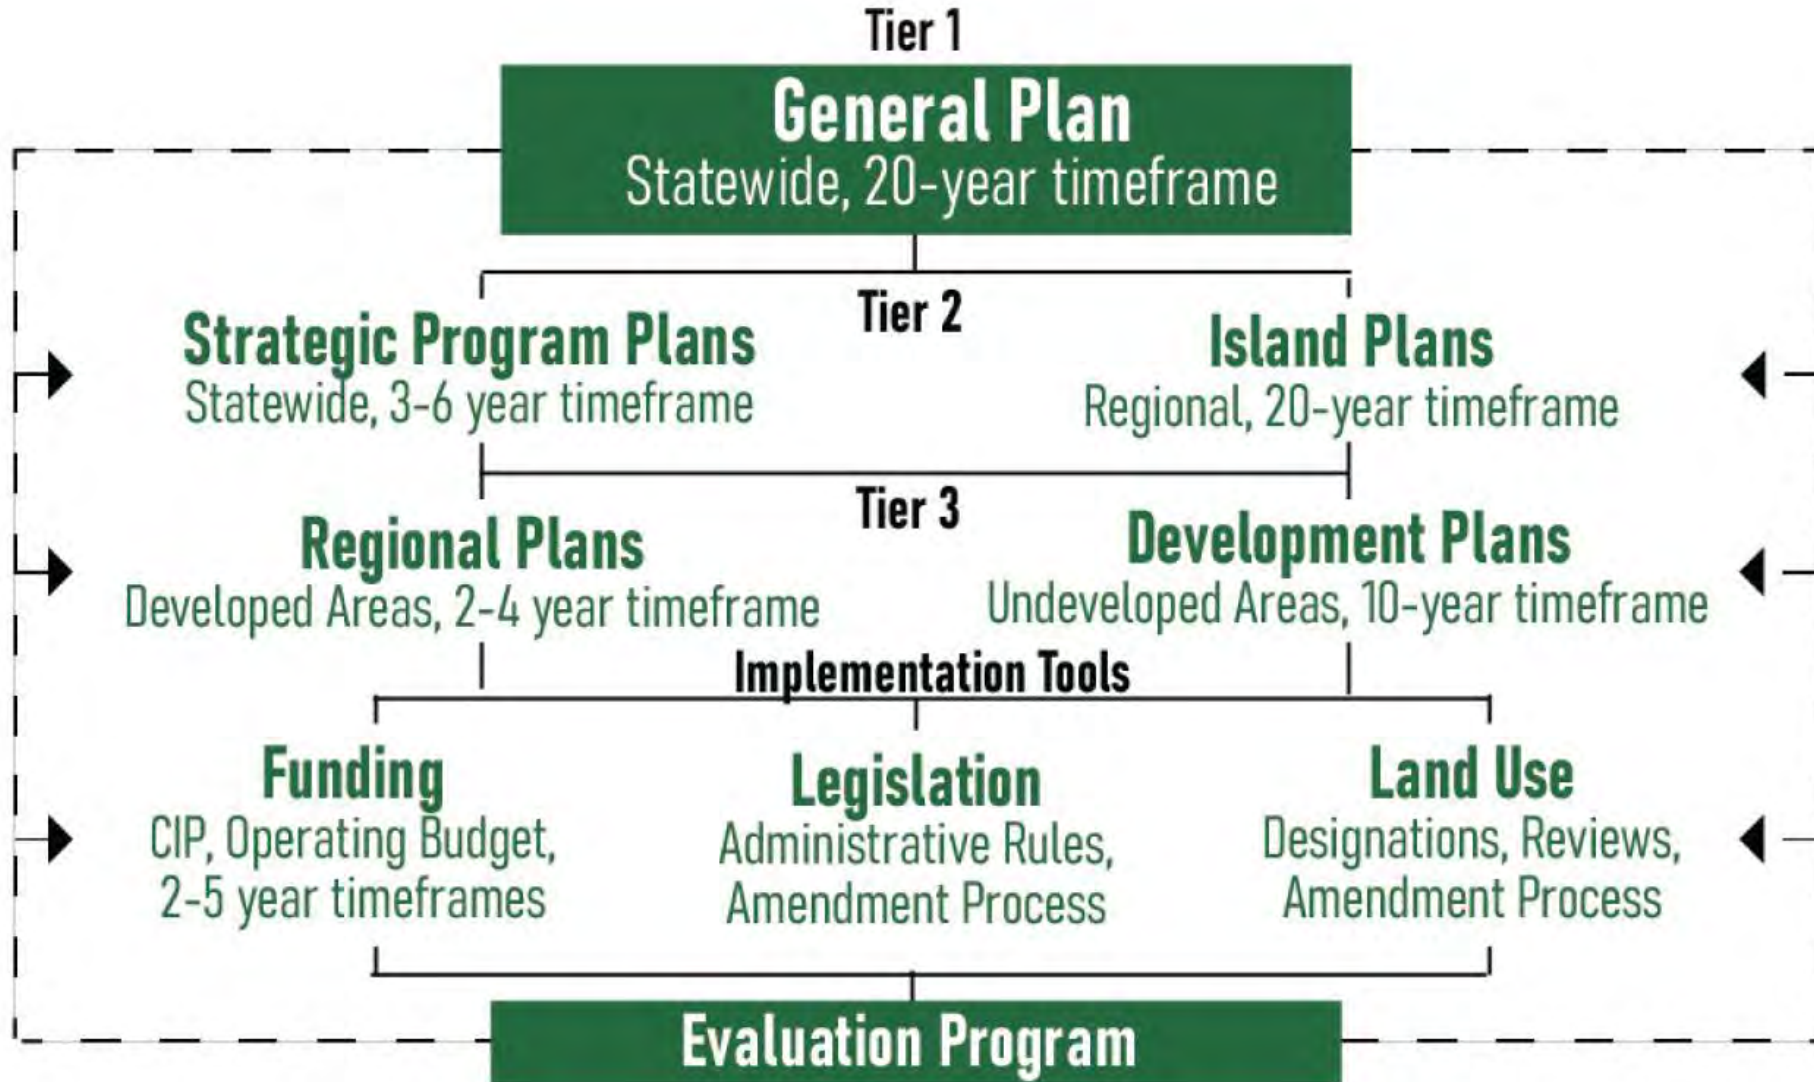 Tier 1
General Plan
Statewide, 20-year timeframe
Tier 2
Strategic Program Plans
Statewide, 3-6 year timeframe
Island Plans
Regional, 20-year timeframe
Tier 3
Regional Plans
Developed Areas, 2-4 year timeframe
Development Plans
Undeveloped Areas, 10-year timeframe
Implementation Tools
Funding
CIP, Operating Budget,
2-5 year timeframes
Legislation
Administrative Rules,
Amendment Process
Land Use
Designations, Reviews,
Amendment Process
Evaluation Program